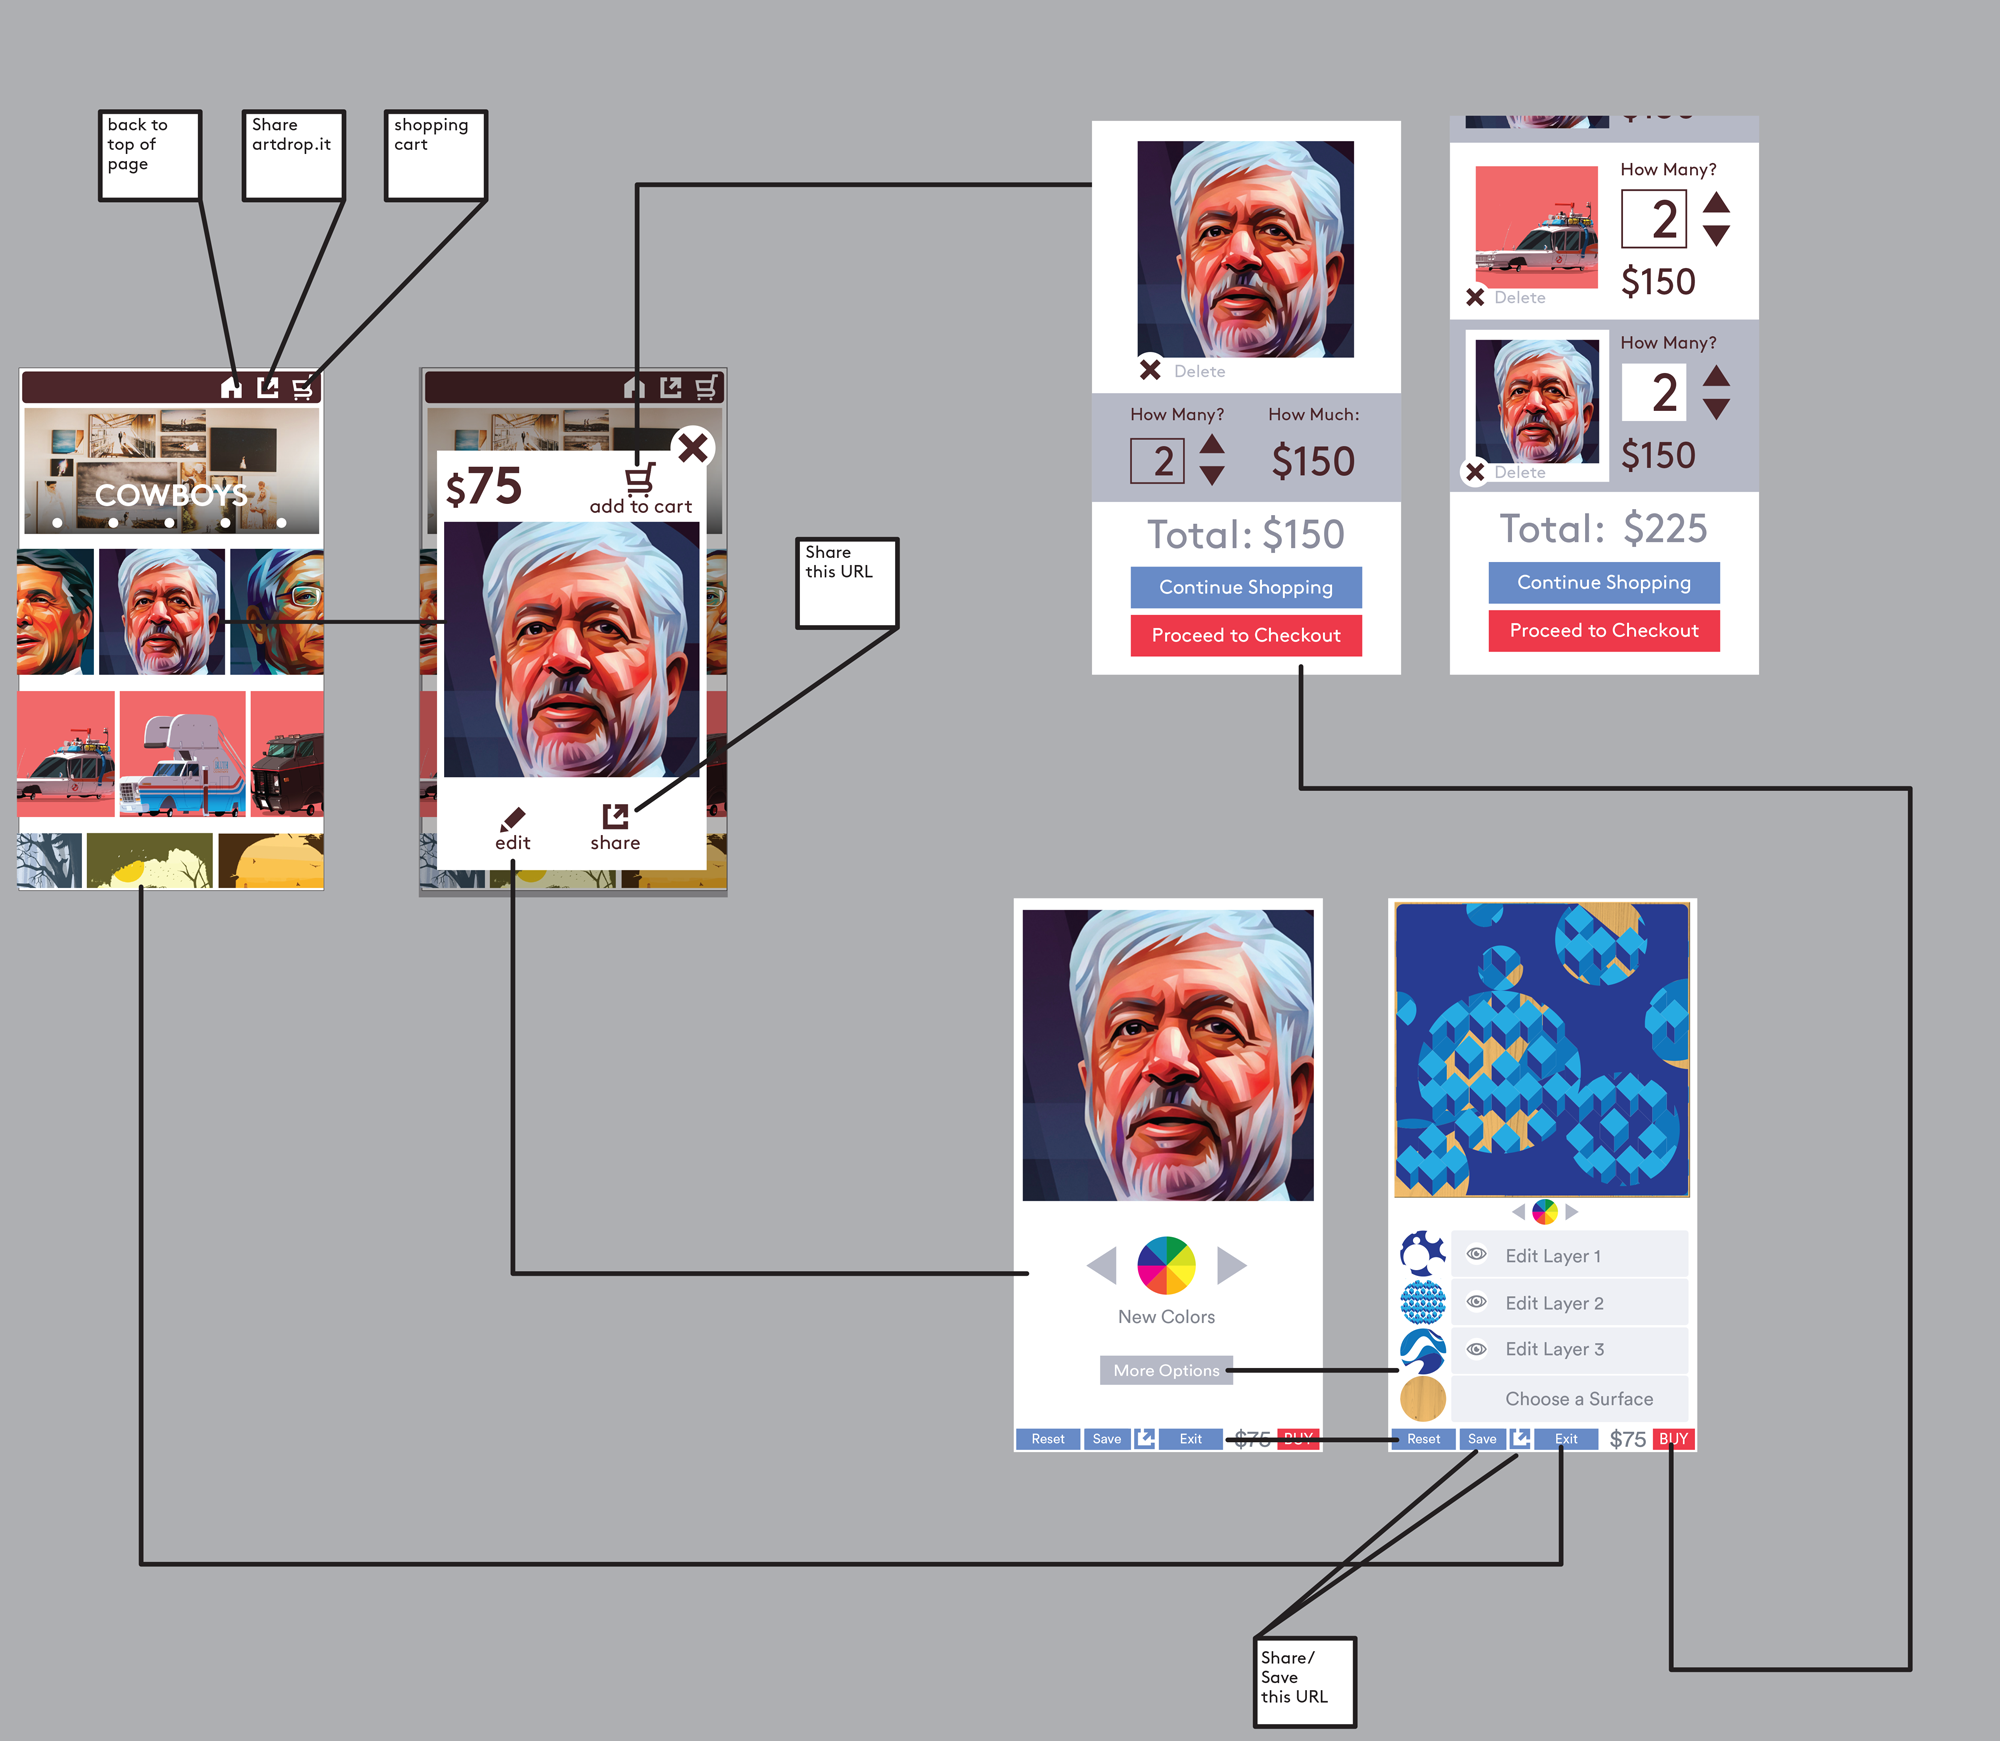 back to
top of
page
Share
artdrop.it
shopping
cart
COWBOYS
$75
add to cart
edit
share
Share
this URL
Delete
How Many?
How Much:
2
$150
Total: $150
Continue Shopping
Proceed to Checkout
How Many?
2
$150
Delete
How Many?
2
$150
Delete
Total: $225
Continue Shopping
Proceed to Checkout
New Colors
More Options
Reset
Save
Exit
$75
BUY
Edit Layer 1
Edit Layer 2
Edit Layer 3
Choose a Surface
Reset
Save
Exit
$75
BUY
Share/
Save
this URL